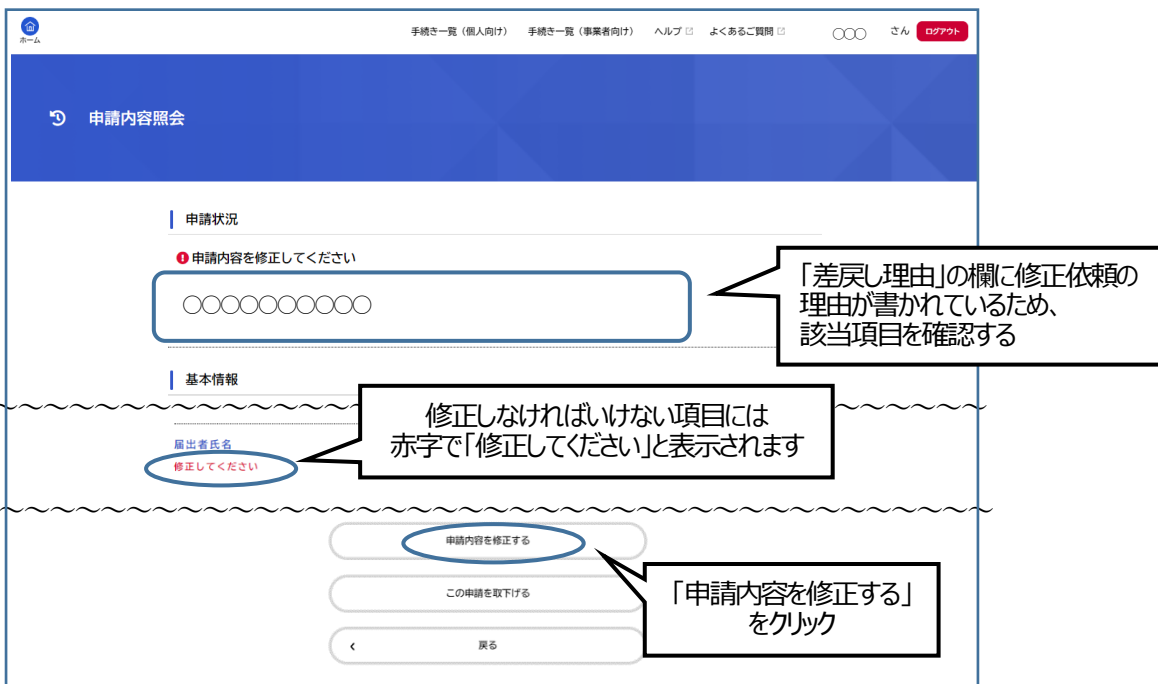 ホーム
手続き一覧（個人向け） 手続き一覧（事業者向け） ヘルプ よくあるご質問 ○○○ さん ログアウト
申請内容照会
申請状況
申請内容を修正してください
○○○○○○○○○○
「差戻し理由」の欄に修正依頼の
理由が書かれているため、
該当項目を確認する
基本情報
修正しなければいけない項目には
赤字で「修正してください」と表示されます
届出者氏名
修正してください
申請内容を修正する
この申請を取下げる
「申請内容を修正する」
をクリック
戻る